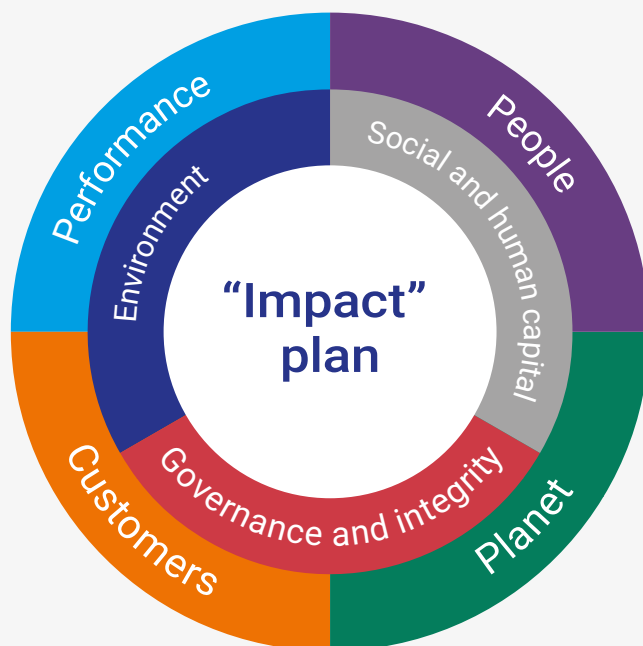 Performance
People
Environment
Social and human capital
“Impact”
plan
Governance and integrity
Customers
Planet